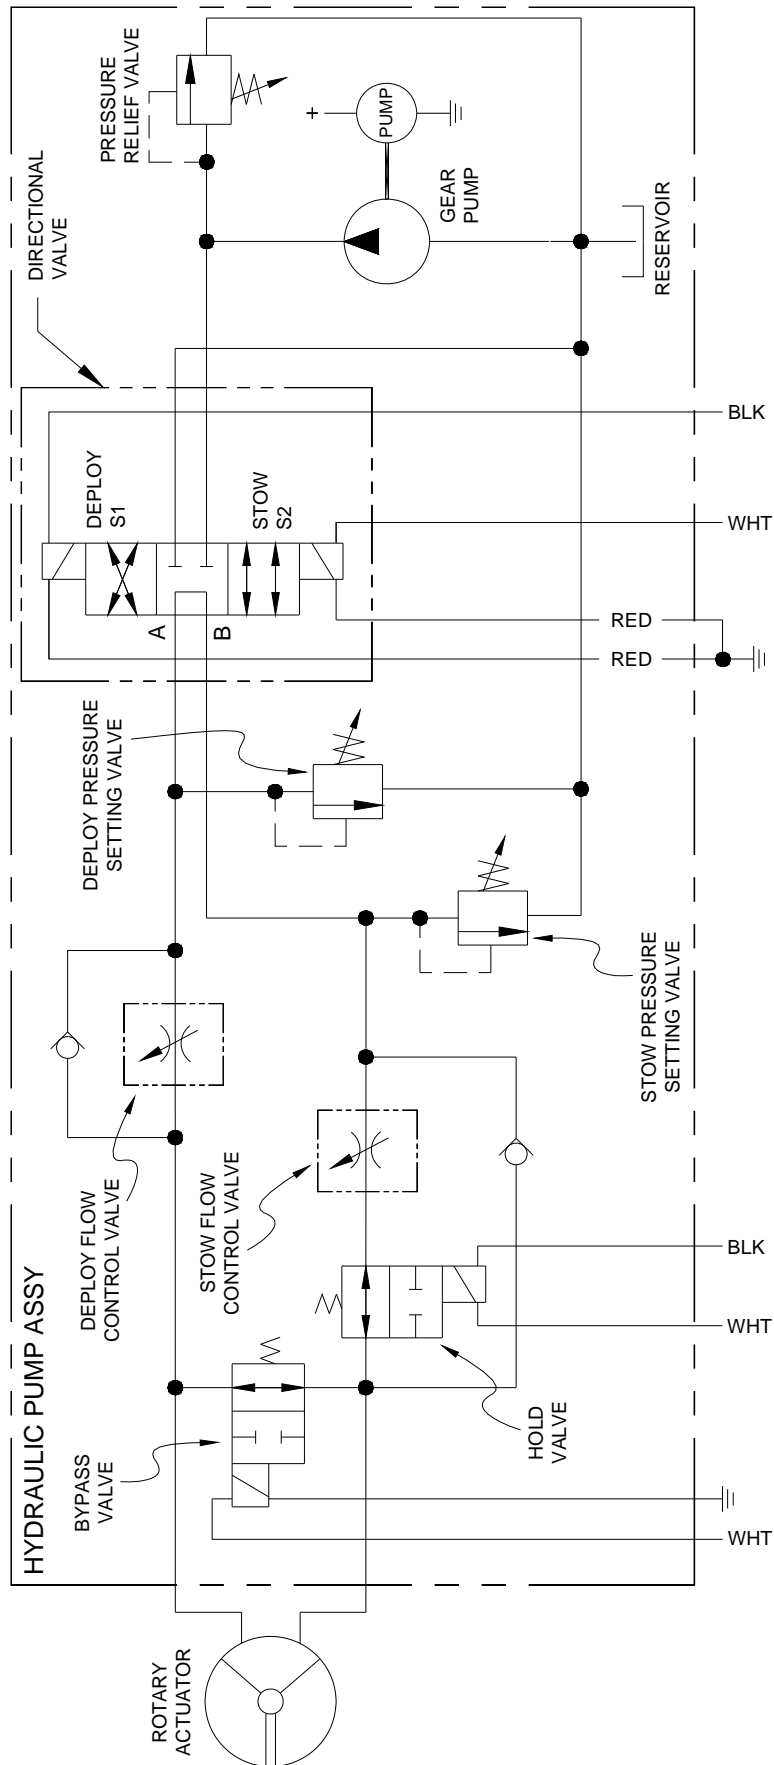 HYDRAULIC PUMP ASSY
PRESSURE
RELIEF VALVE
+
PUMP
GEAR
PUMP
RESERVOIR
DIRECTIONAL
VALVE
BLK
DEPLOY
S1
STOW
S2
WHT
A
B
RED
RED
DEPLOY PRESSURE
SETTING VALVE
STOW PRESSURE
SETTING VALVE
DEPLOY FLOW
CONTROL VALVE
STOW FLOW
CONTROL VALVE
BLK
WHT
HOLD
VALVE
BYPASS
VALVE
WHT
ROTARY
ACTUATOR